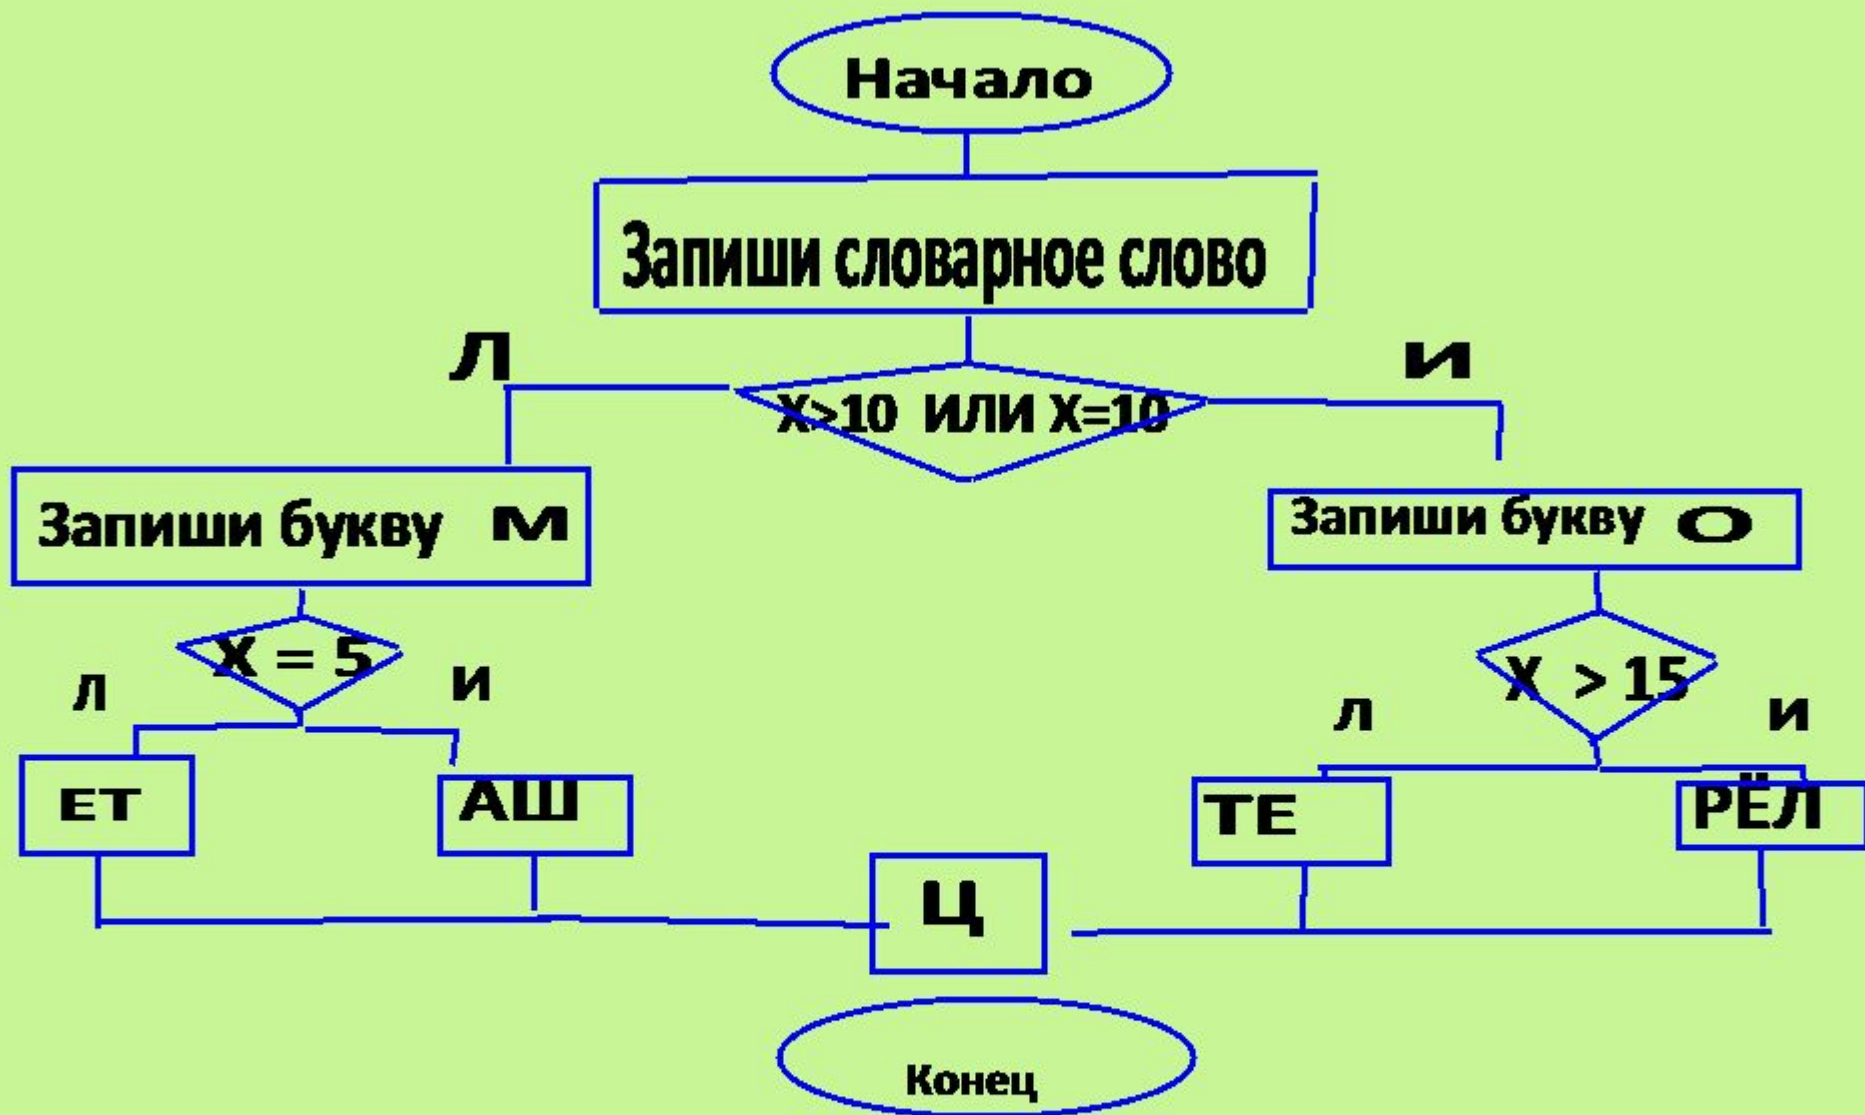 Начало
Запиши словарное слово
Л
И
X>10 ИЛИ X=10
Запиши букву М
Запиши букву О
X = 5
X > 15
Л
И
Л
И
ЕТ
АШ
ТЕ
РЁЛ
Ц
Конец